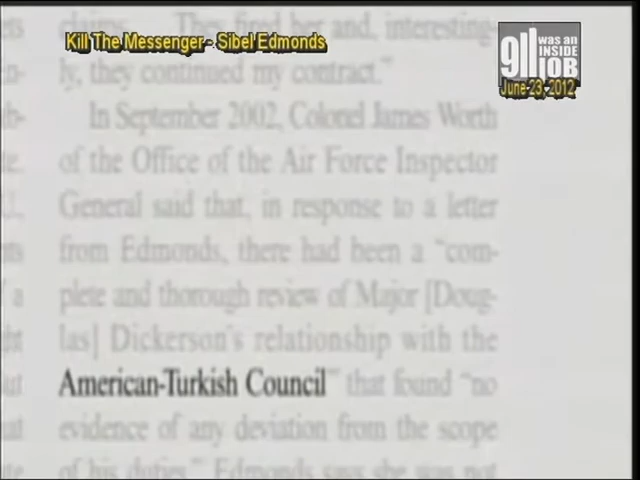 claims.... They fired her and, interesting-
Kill The Messenger - Sibel Edmonds
911 WAS AN INSIDE JOB
June 23, 2012
ly, they continued my contract."
In September 2002, Colonel James Worth
of the Office of the Air Force Inspector
General said that, in response to a letter
from Edmonds, there had been a "com-
plete and thorough review of Major [Doug-
las] Dickerson's relationship with the
American-Turkish Council" that found "no
evidence of any deviation from the scope
of his duties." Edmonds says she was not